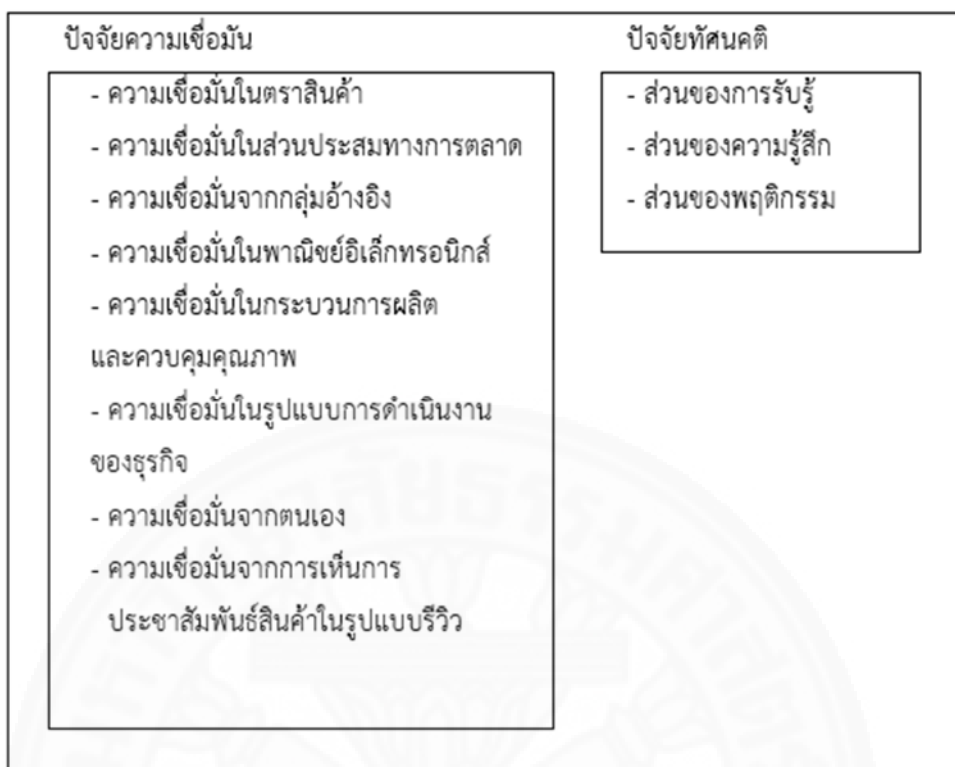 ปัจจัยความเชื่อมั่น
- ความเชื่อมั่นในตราสินค้า
- ความเชื่อมั่นในส่วนประสมทางการตลาด
- ความเชื่อมั่นจากกลุ่มอ้างอิง
- ความเชื่อมั่นในพาณิชย์อิเล็กทรอนิกส์
- ความเชื่อมั่นในกระบวนการผลิต
และควบคุมคุณภาพ
- ความเชื่อมั่นในรูปแบบการดำเนินงาน
ของธุรกิจ
- ความเชื่อมั่นจากตนเอง
- ความเชื่อมั่นจากการเห็นการ
ประชาสัมพันธ์สินค้าในรูปแบบรีวิว
ปัจจัยทัศนคติ
- ส่วนของการรับรู้
- ส่วนของความรู้สึก
- ส่วนของพฤติกรรม